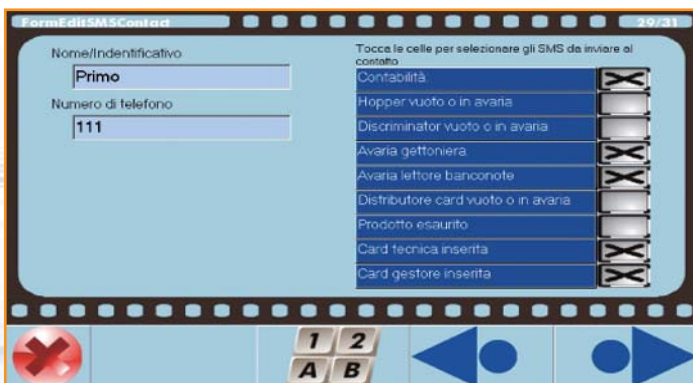 FormEditSMSContact
29/31
Nome/Indentificativo
Primo
Numero di telefono
111
Tocca le celle per selezionare gli SMS da inviare al
contatto
Contabilità
Hopper vuoto o in avaria
Discriminator vuoto o in avaria
Avaria gettoniera
Avaria lettore banconote
Distributore card vuoto o in avaria
Prodotto esaurito
Card tecnica inserita
Card gestore inserita
1 2
A B